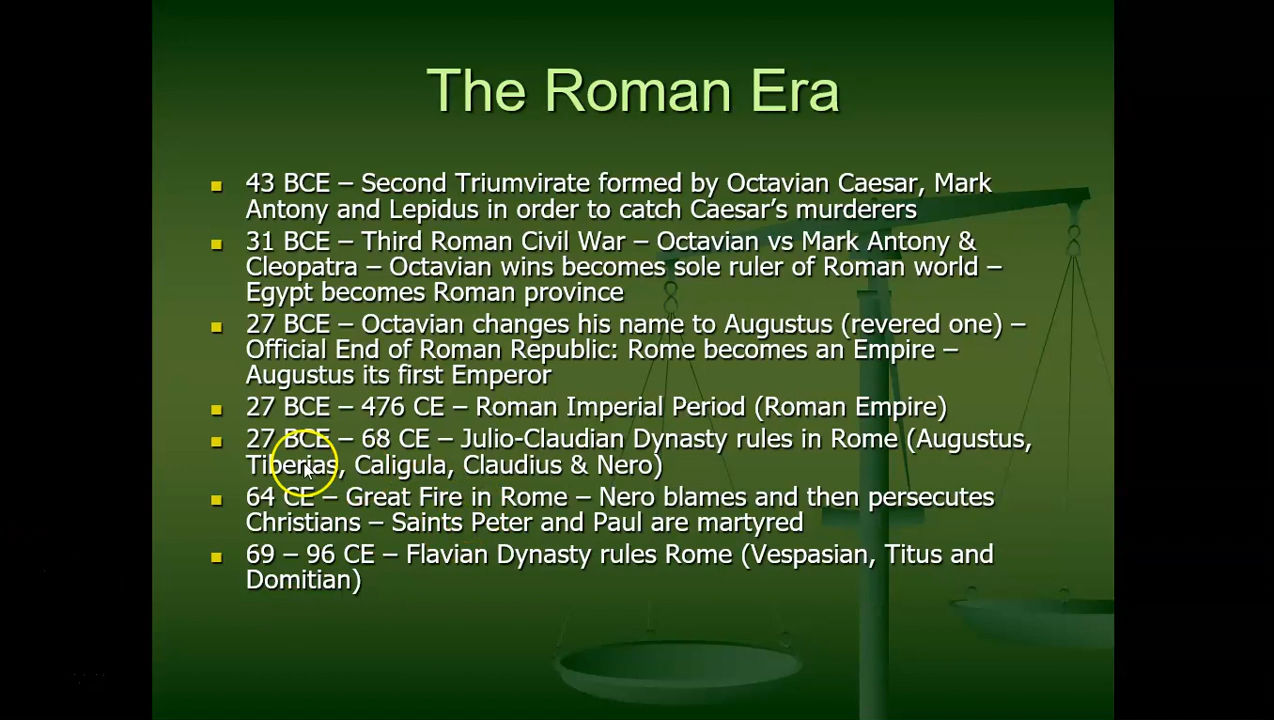 The Roman Era
43 BCE – Second Triumvirate formed by Octavian Caesar, Mark
Antony and Lepidus in order to catch Caesar's murderers
31 BCE – Third Roman Civil War – Octavian vs Mark Antony &
Cleopatra – Octavian wins becomes sole ruler of Roman world –
Egypt becomes Roman province
27 BCE – Octavian changes his name to Augustus (revered one) –
Official End of Roman Republic: Rome becomes an Empire –
Augustus its first Emperor
27 BCE – 476 CE – Roman Imperial Period (Roman Empire)
27 BCE – 68 CE – Julio-Claudian Dynasty rules in Rome (Augustus,
Tiberias, Caligula, Claudius & Nero)
64 CE – Great Fire in Rome – Nero blames and then persecutes
Christians – Saints Peter and Paul are martyred
69 – 96 CE – Flavian Dynasty rules Rome (Vespasian, Titus and
Domitian)